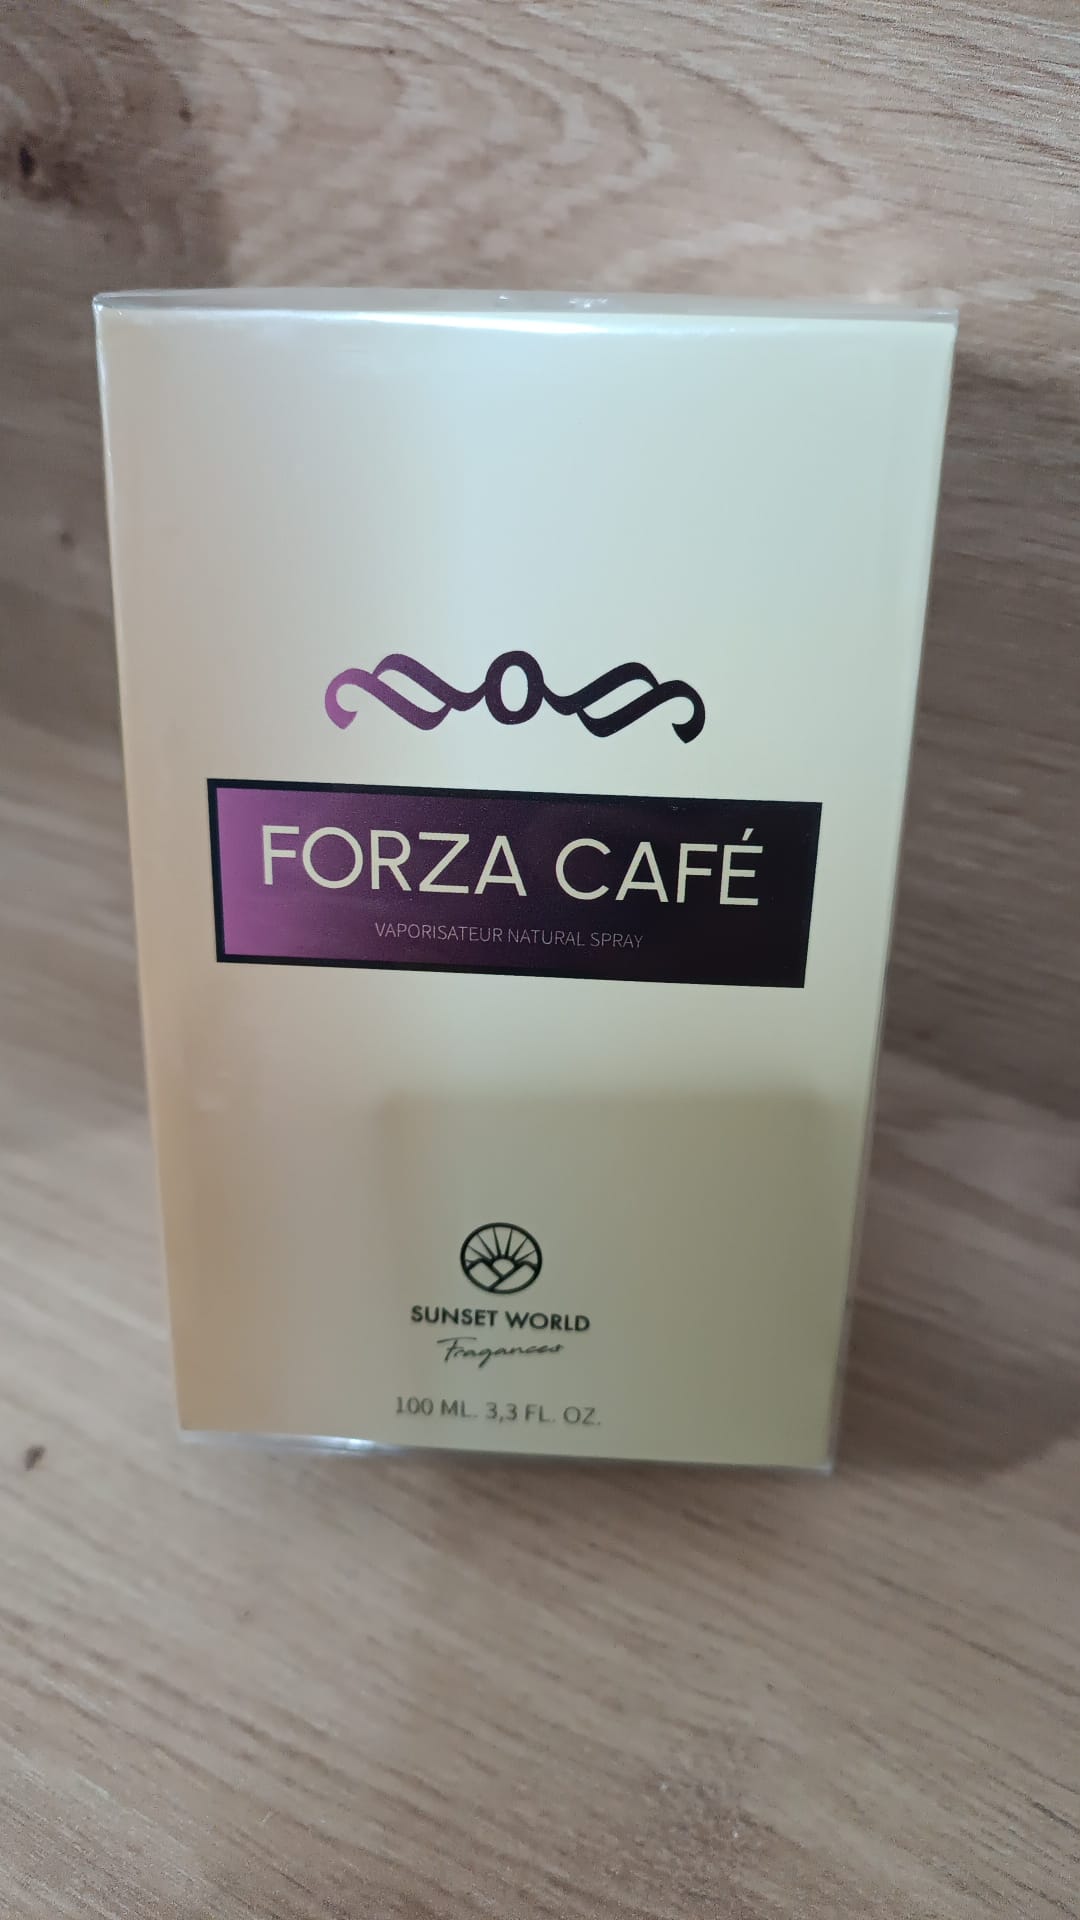 FORZA CAFÉ
VAPORISATEUR NATURAL SPRAY
SUNSET WORLD
Fragances
100 ML. 3,3 FL. OZ.